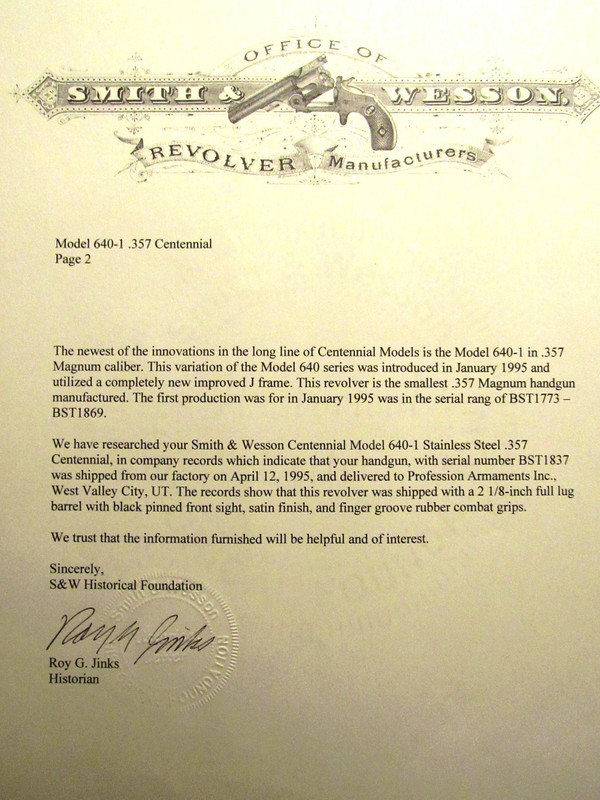 OFFICE OF
SMITH & WESSON.
REVOLVER Manufacturers
Model 640-1 .357 Centennial
Page 2
The newest of the innovations in the long line of Centennial Models is the Model 640-1 in .357
Magnum caliber. This variation of the Model 640 series was introduced in January 1995 and
utilized a completely new improved J frame. This revolver is the smallest .357 Magnum handgun
manufactured. The first production was for in January 1995 was in the serial rang of BST1773 –
BST1869.
We have researched your Smith & Wesson Centennial Model 640-1 Stainless Steel .357
Centennial, in company records which indicate that your handgun, with serial number BST1837
was shipped from our factory on April 12, 1995, and delivered to Profession Armaments Inc.,
West Valley City, UT. The records show that this revolver was shipped with a 2 1/8-inch full lug
barrel with black pinned front sight, satin finish, and finger groove rubber combat grips.
We trust that the information furnished will be helpful and of interest.
Sincerely,
S&W Historical Foundation
Roy G Jinks
Roy G. Jinks
Historian